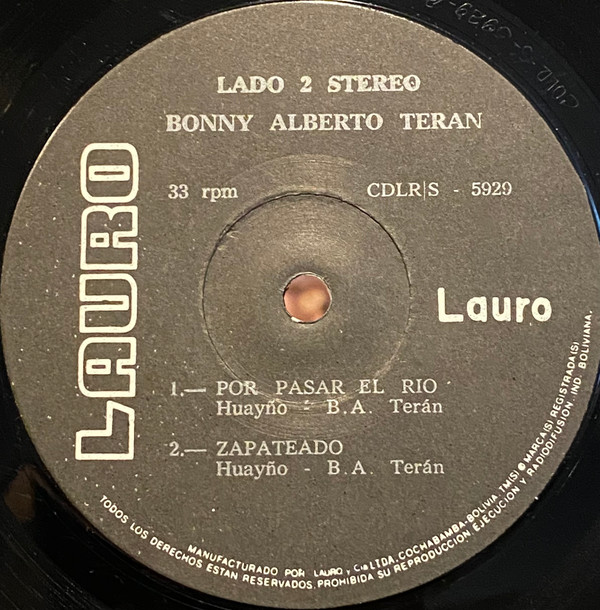 LADO 2 STEREO
BONNY ALBERTO TERAN
33 rpm CDLR|S - 5929
LAURO
Lauro
1.— POR PASAR EL RIO
Huayño - B.A. Terán
2.— ZAPATEADO
Huayño - B.A. Terán
MANUFACTURADO POR LAURO y Cia LTDA. COCHABAMBA-BOLIVIA. TM(S) ® MARCA(S) REGISTRADA(S)
TODOS LOS DERECHOS ESTAN RESERVADOS. PROHIBIDA SU REPRODUCCION, EJECUCION Y RADIODIFUSION IND. BOLIVIANA.